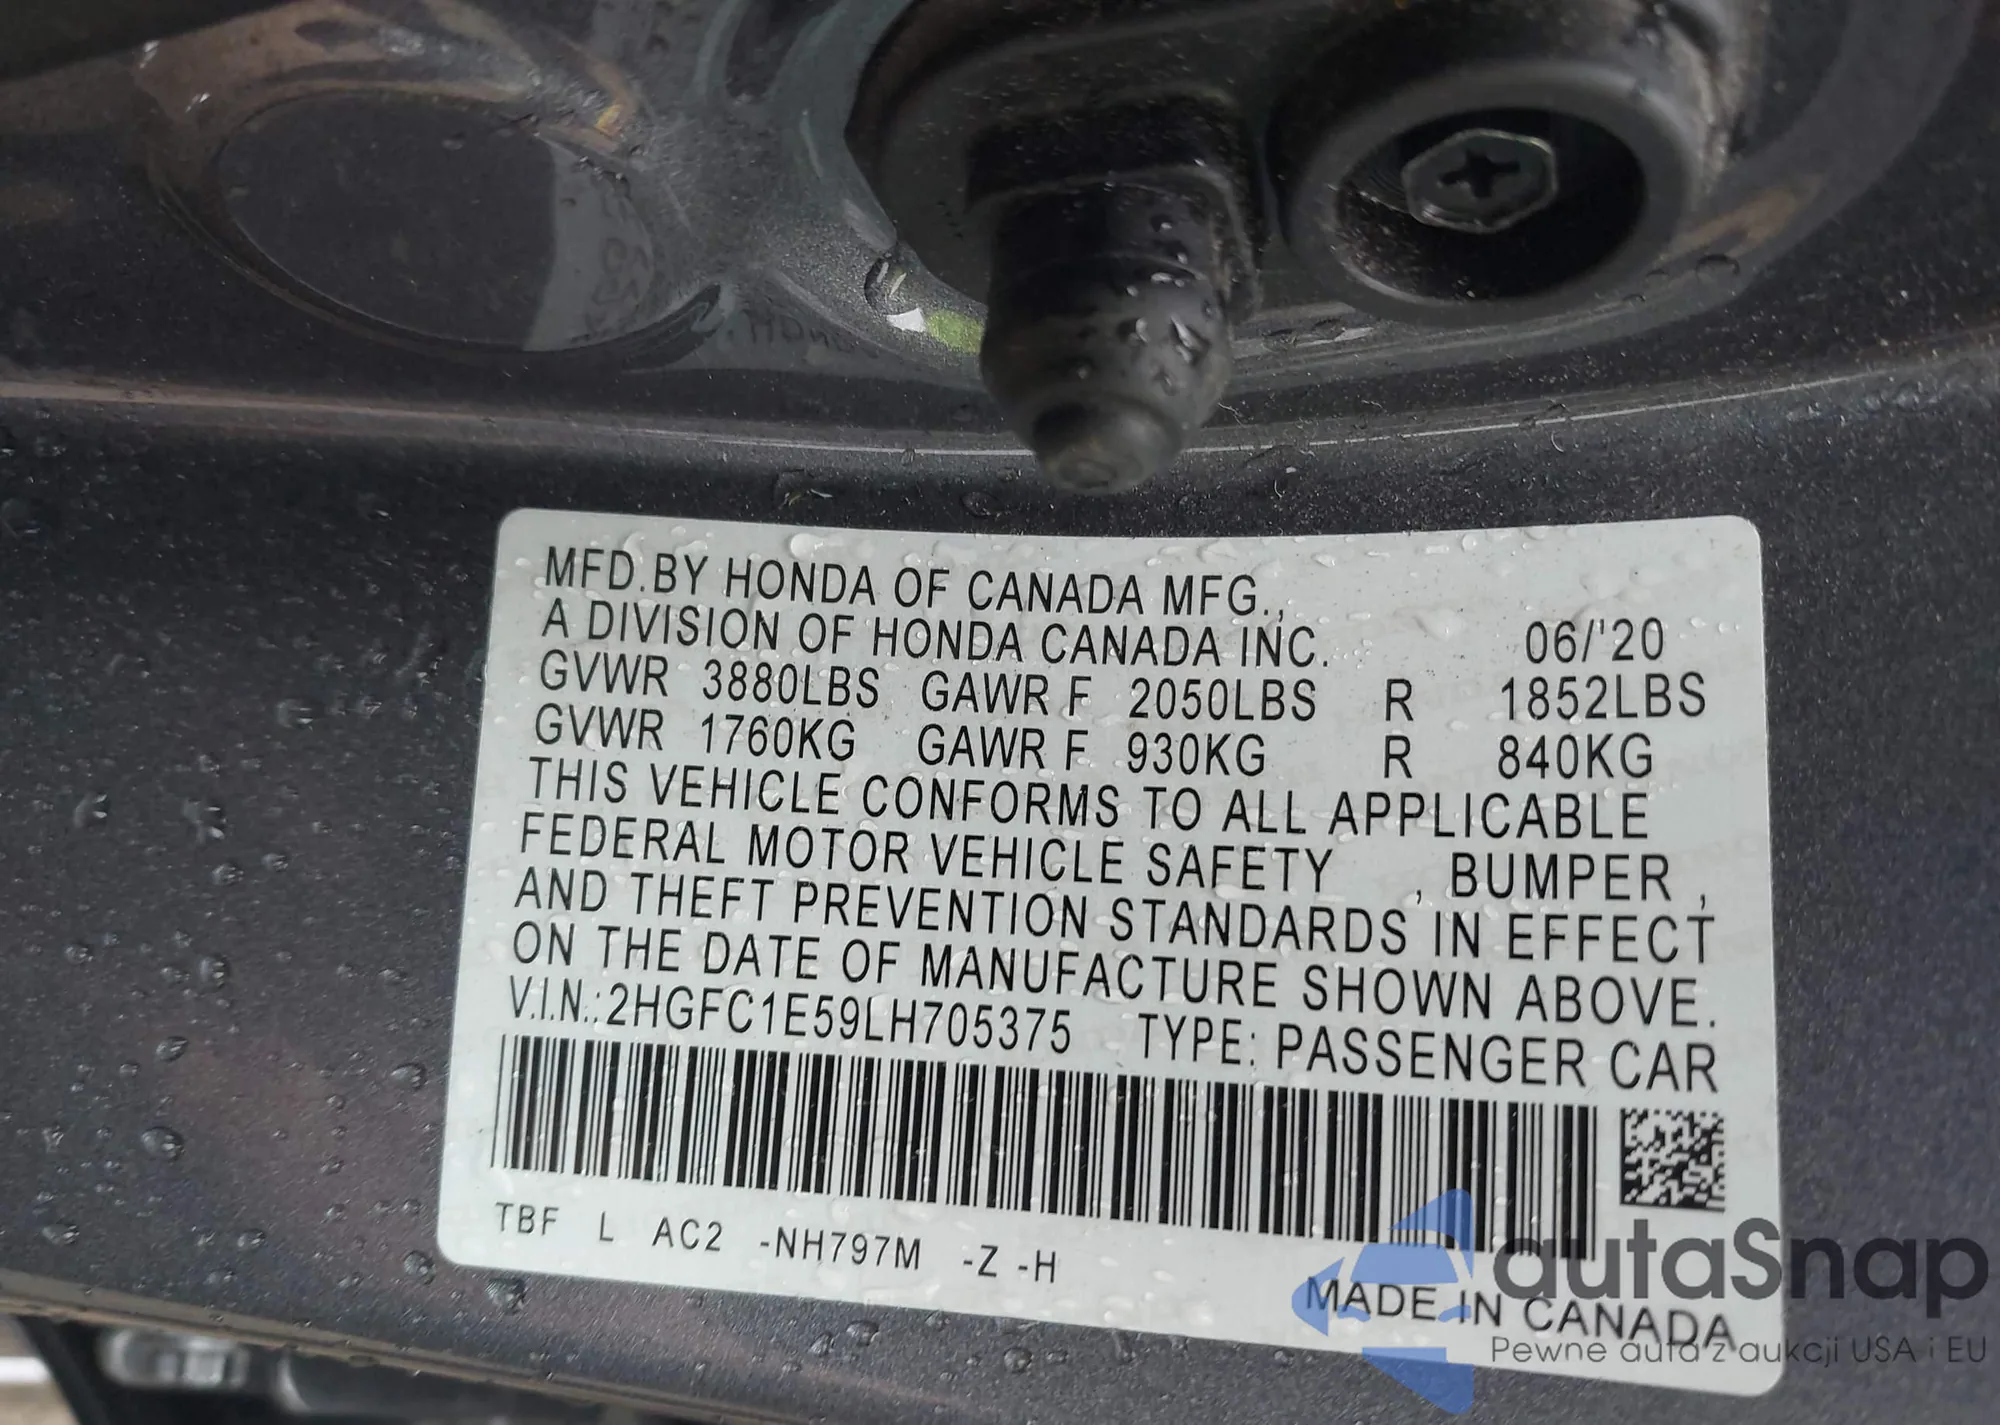 MFD.BY HONDA OF CANADA MFG.,
A DIVISION OF HONDA CANADA INC. 06/'20
GVWR 3880LBS GAWR F 2050LBS R 1852LBS
GVWR 1760KG GAWR F 930KG R 840KG
THIS VEHICLE CONFORMS TO ALL APPLICABLE
FEDERAL MOTOR VEHICLE SAFETY , BUMPER ,
AND THEFT PREVENTION STANDARDS IN EFFECT
ON THE DATE OF MANUFACTURE SHOWN ABOVE.
V.I.N.:2HGFC1E59LH705375 TYPE: PASSENGER CAR
TBF L AC2 -NH797M -Z -H
MADE IN CANADA
autaSnap
Pewne auta z aukcji USA i EU